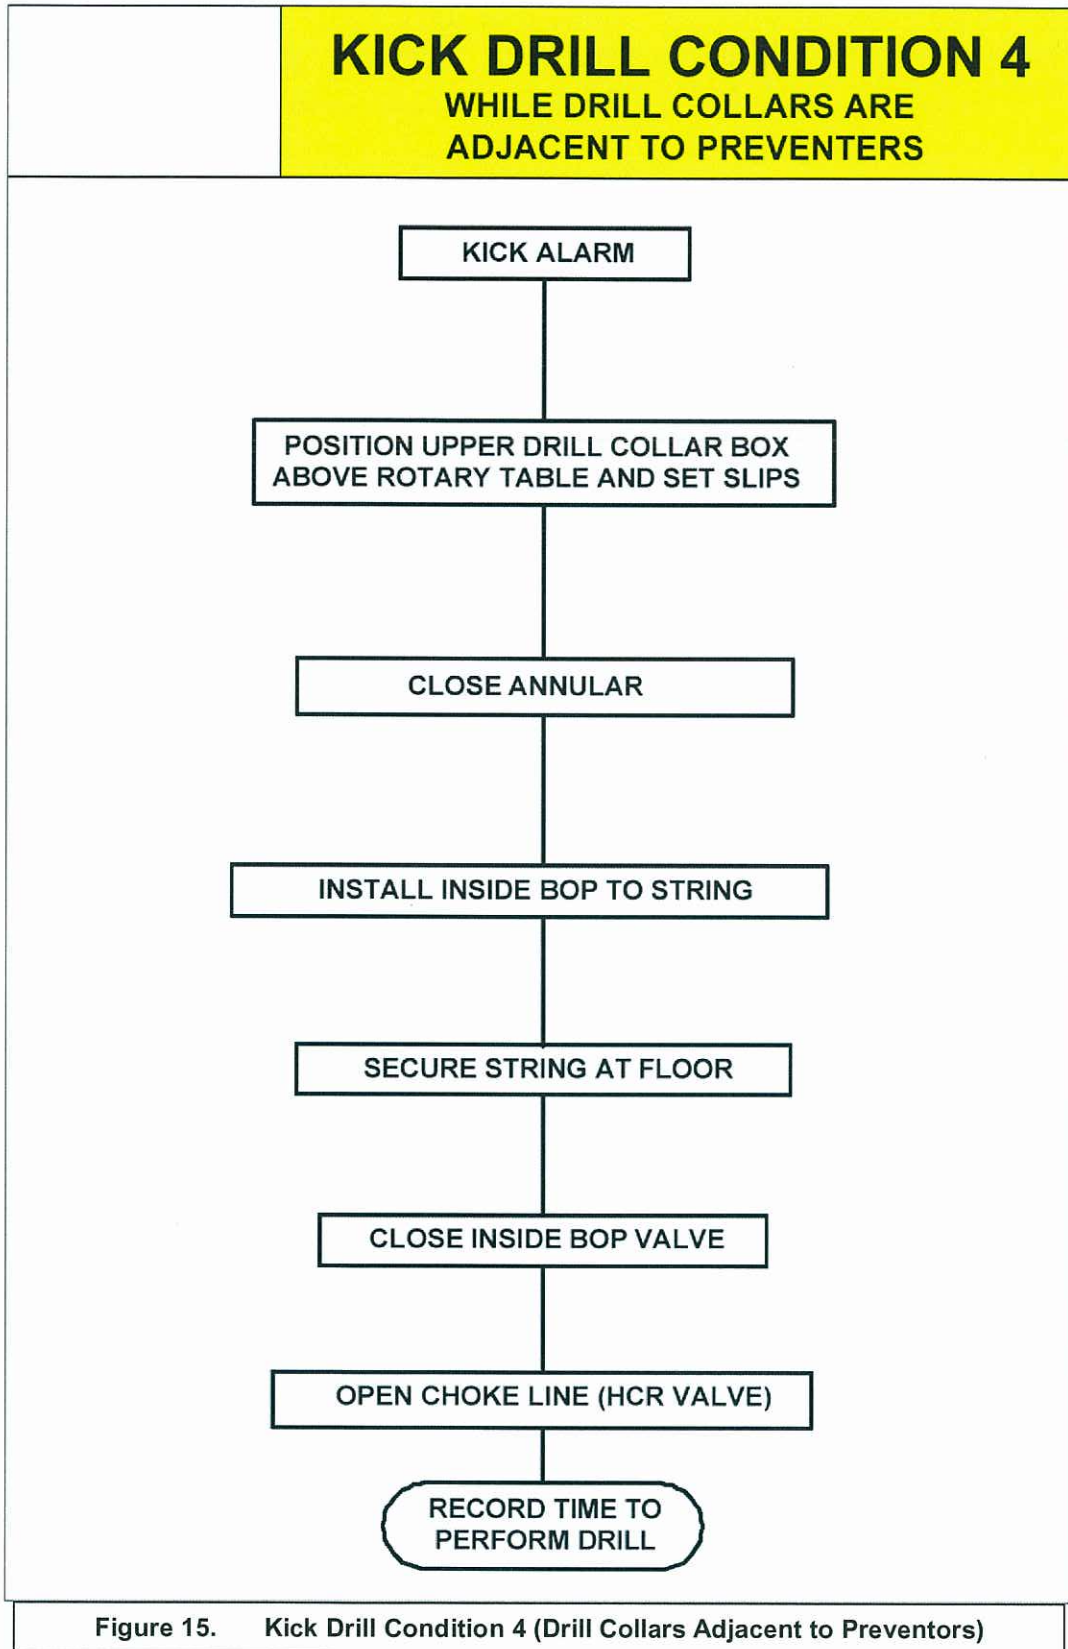 KICK DRILL CONDITION 4
WHILE DRILL COLLARS ARE
ADJACENT TO PREVENTERS
KICK ALARM
POSITION UPPER DRILL COLLAR BOX
ABOVE ROTARY TABLE AND SET SLIPS
CLOSE ANNULAR
INSTALL INSIDE BOP TO STRING
SECURE STRING AT FLOOR
CLOSE INSIDE BOP VALVE
OPEN CHOKE LINE (HCR VALVE)
RECORD TIME TO
PERFORM DRILL
Figure 15. Kick Drill Condition 4 (Drill Collars Adjacent to Preventors)